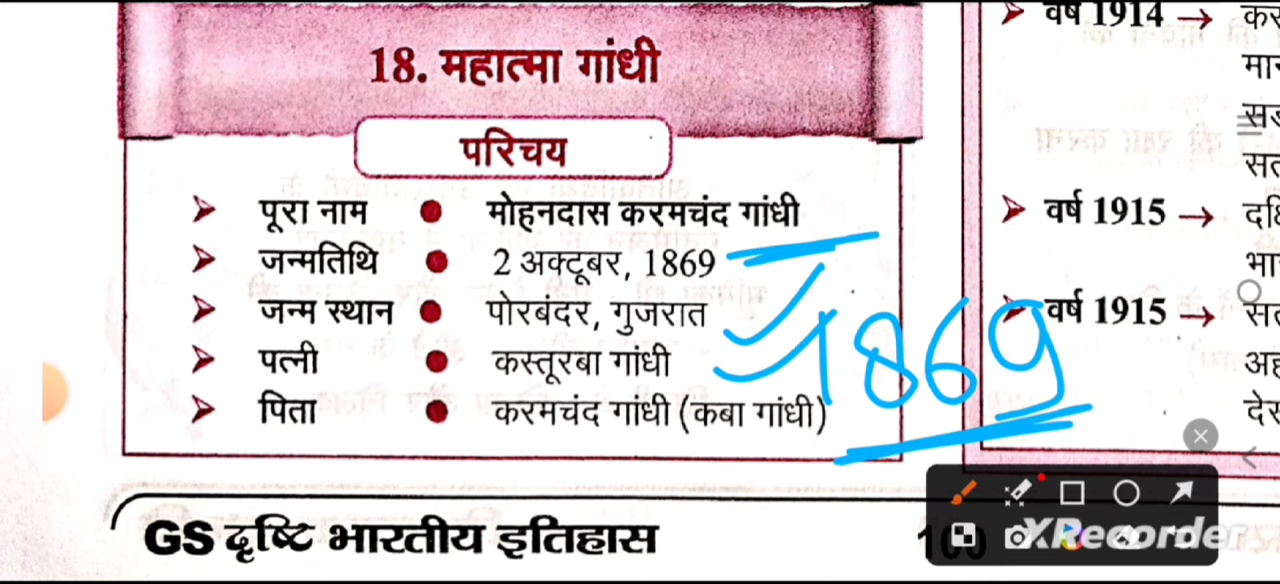 18. महात्मा गांधी
परिचय
➤ पूरा नाम ● मोहनदास करमचंद गांधी
➤ जन्मतिथि ● 2 अक्टूबर, 1869
➤ जन्म स्थान ● पोरबंदर, गुजरात
➤ पत्नी ● कस्तूरबा गांधी
➤ पिता ● करमचंद गांधी (कबा गांधी)
1869
➤ वर्ष 1914 →
➤ वर्ष 1915 →
➤ वर्ष 1915 →
GS दृष्टि भारतीय इतिहास
XRecorder